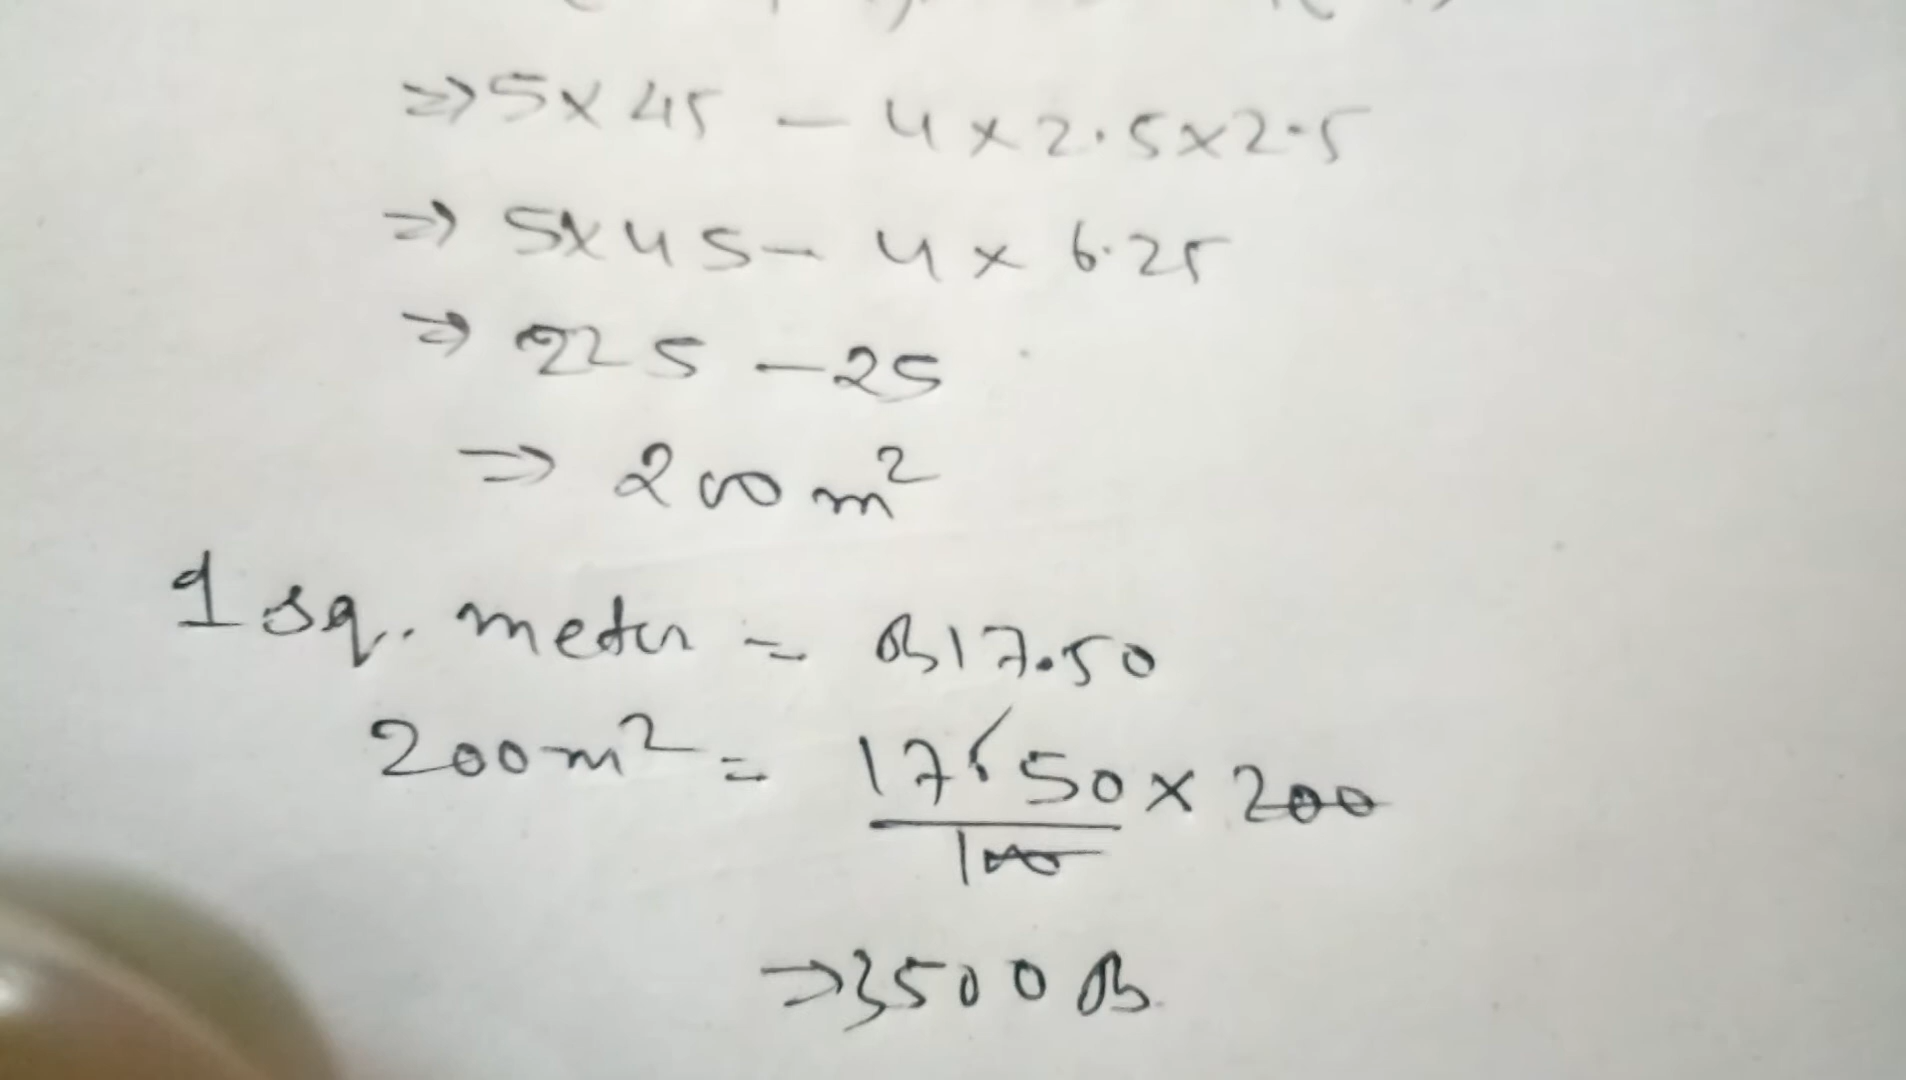 ⇒ 5 × 45 − 4 × 2.5 × 2.5
⇒ 5 × 45 − 4 × 6.25
⇒ 225 − 25
⇒ 200 m²
1 sq. meter = Rs 17.50
200 m² = 17.50 × 200
100
→ 3500 Rs.